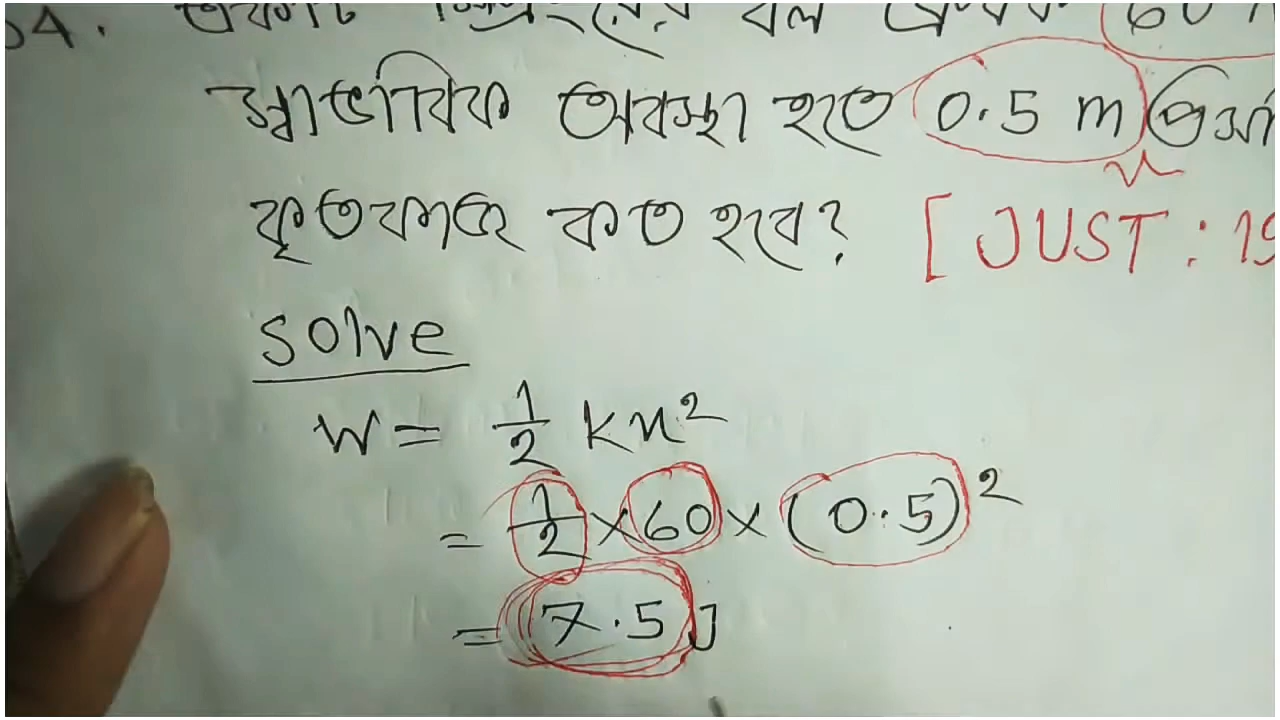 স্বাভাবিক অবস্থা হতে 0.5 m
কৃতকাজ কত হবে? [JUST : 19
Solve
W = 1/2 Kx²
= 1/2 × 60 × (0.5)²
= 7.5 J